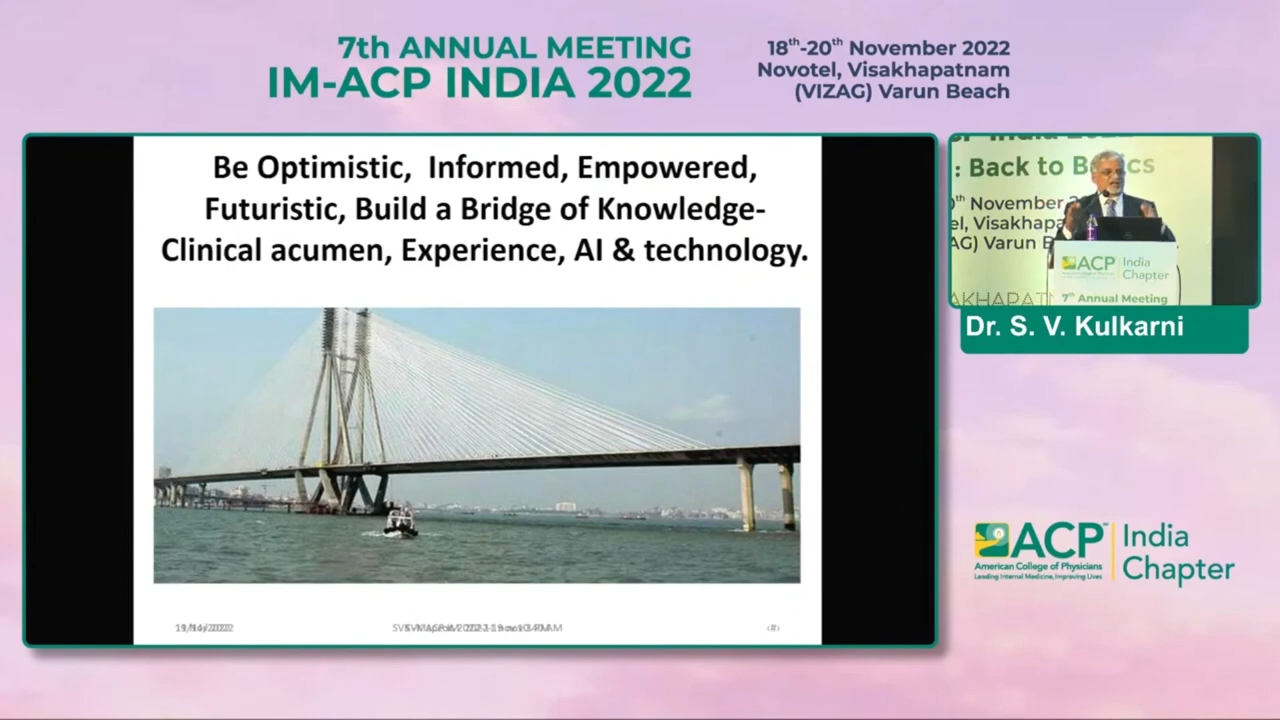 7th ANNUAL MEETING
IM-ACP INDIA 2022
18th-20th November 2022
Novotel, Visakhapatnam
(VIZAG) Varun Beach
Be Optimistic, Informed, Empowered,
Futuristic, Build a Bridge of Knowledge-
Clinical acumen, Experience, AI & technology.
: Back to
November
Varun
ACP India
Chapter
7th Annual Meeting
Dr. S. V. Kulkarni
ACP India
Chapter
American College of Physicians
Leading Internal Medicine, Improving Lives